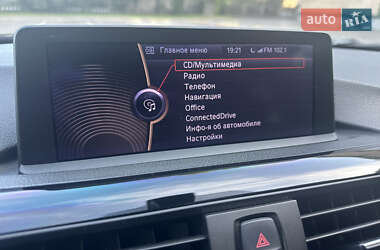 auto RIA
Главное меню 19:21 FM 102.1
CD/Мультимедиа
Радио
Телефон
Навигация
Office
ConnectedDrive
Инфо-я об автомобиле
Настройки